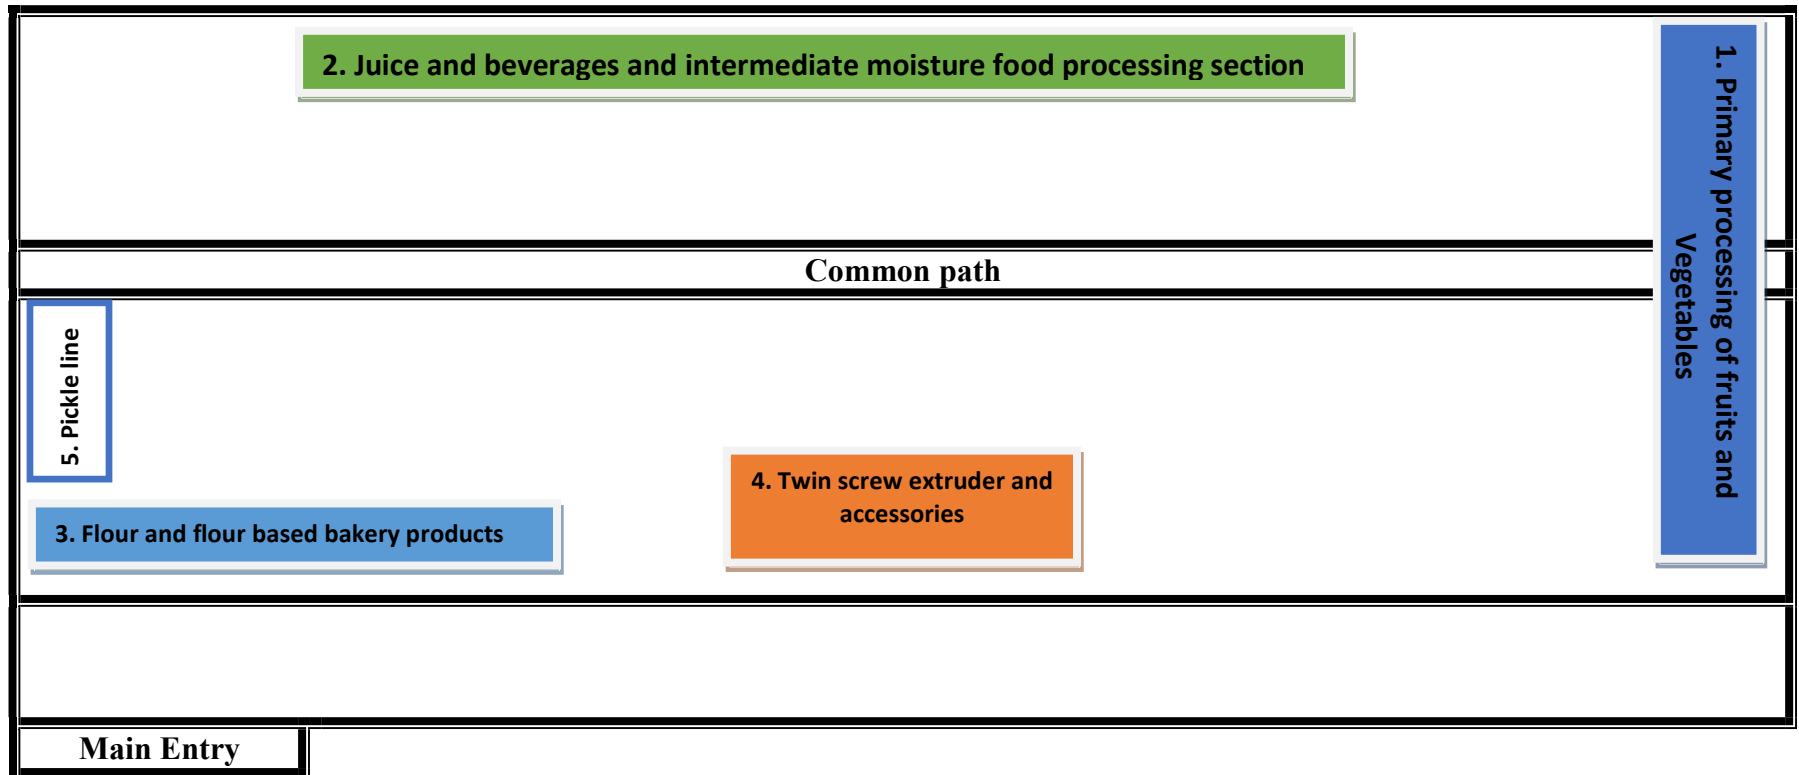 2. Juice and beverages and intermediate moisture food processing section
1. Primary processing of fruits and
Vegetables
Common path
5. Pickle line
4. Twin screw extruder and
accessories
3. Flour and flour based bakery products
Main Entry